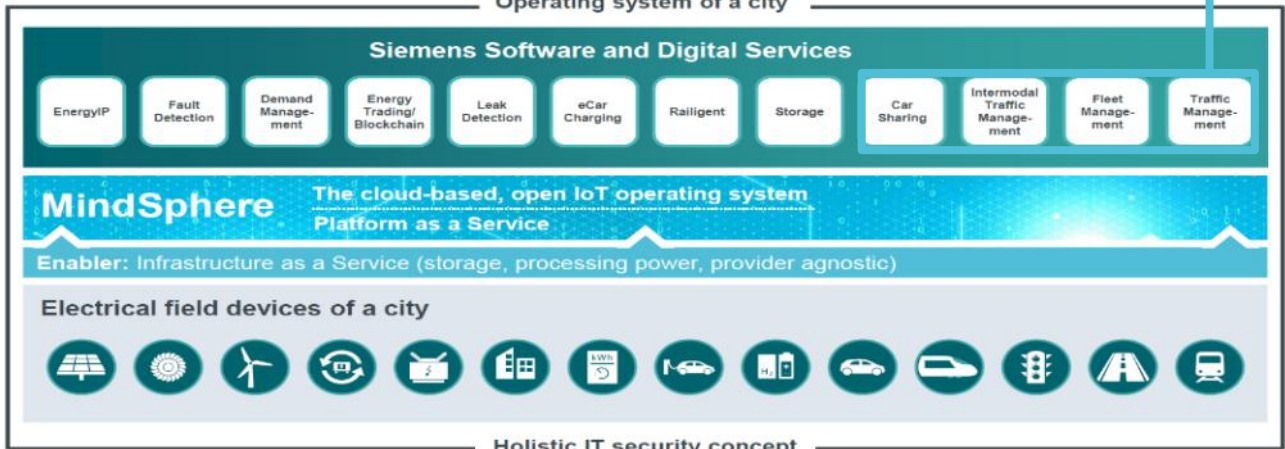 Operating system of a city
Siemens Software and Digital Services
EnergyIP
Fault
Detection
Demand
Manage-
ment
Energy
Trading/
Blockchain
Leak
Detection
eCar
Charging
Railigent
Storage
Car
Sharing
Intermodal
Traffic
Manage-
ment
Fleet
Manage-
ment
Traffic
Manage-
ment
MindSphere
The cloud-based, open IoT operating system
Platform as a Service
Enabler: Infrastructure as a Service (storage, processing power, provider agnostic)
Electrical field devices of a city
kWh
H₂
Holistic IT security concept